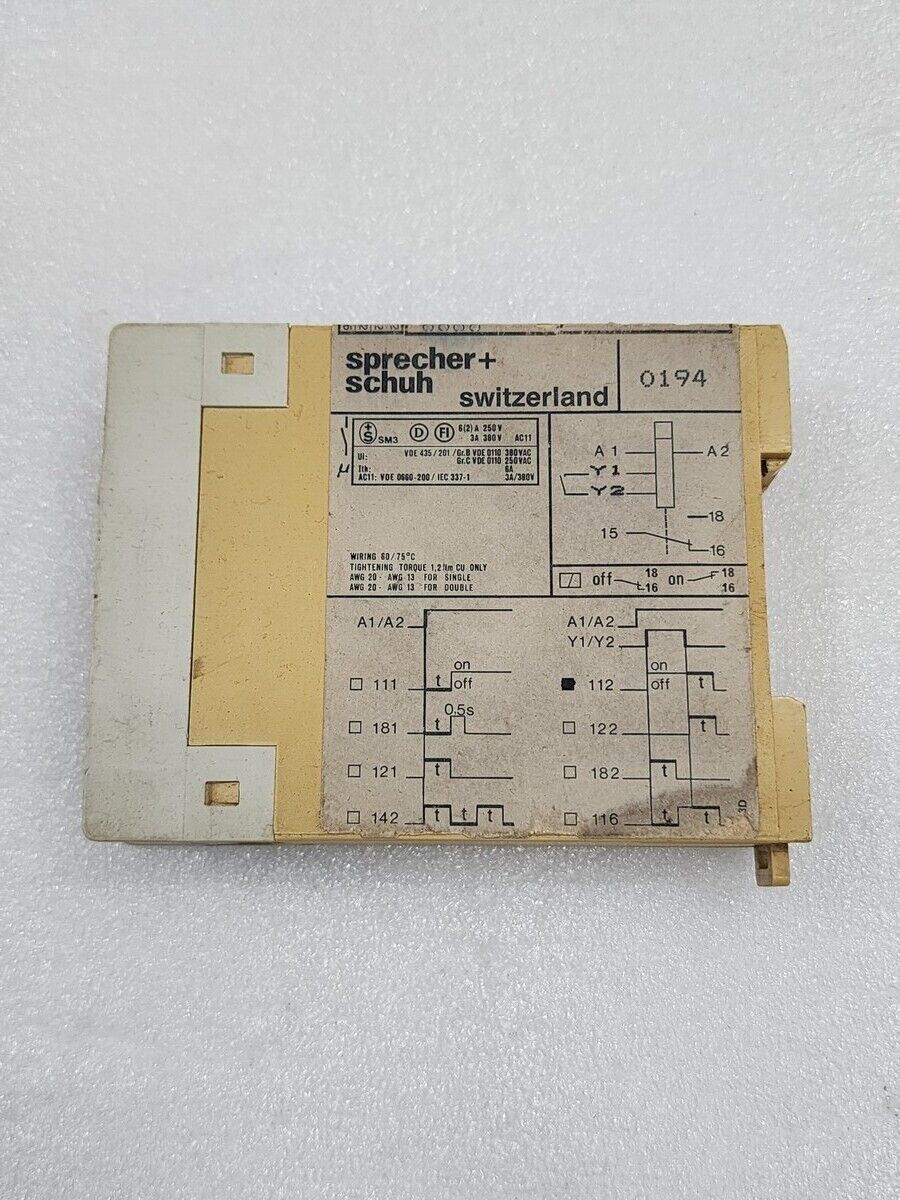 sprecher+
schuh
switzerland
0194
+S SM3 D FI 6(2) A 250 V
3A 380 V AC11
Ui: VDE 435/201/Gr.B VDE 0110 380VAC
Gr.C VDE 0110 250VAC
Ith: 6A
AC11: VDE 0660-200/IEC 337-1 3A/380V
μ
WIRING 60/75°C
TIGHTENING TORQUE 1,2 Nm CU ONLY
AWG 20 - AWG 13 FOR SINGLE
AWG 20 - AWG 13 FOR DOUBLE
A1 A2
Y1
Y2
18
15
16
off 18 16 on 18 16
A1/A2
on
111 t off
0.5s
181 t
121 t
142 t t t
A1/A2
Y1/Y2
on
112 off t
122 t
182 t
116 t t
3D